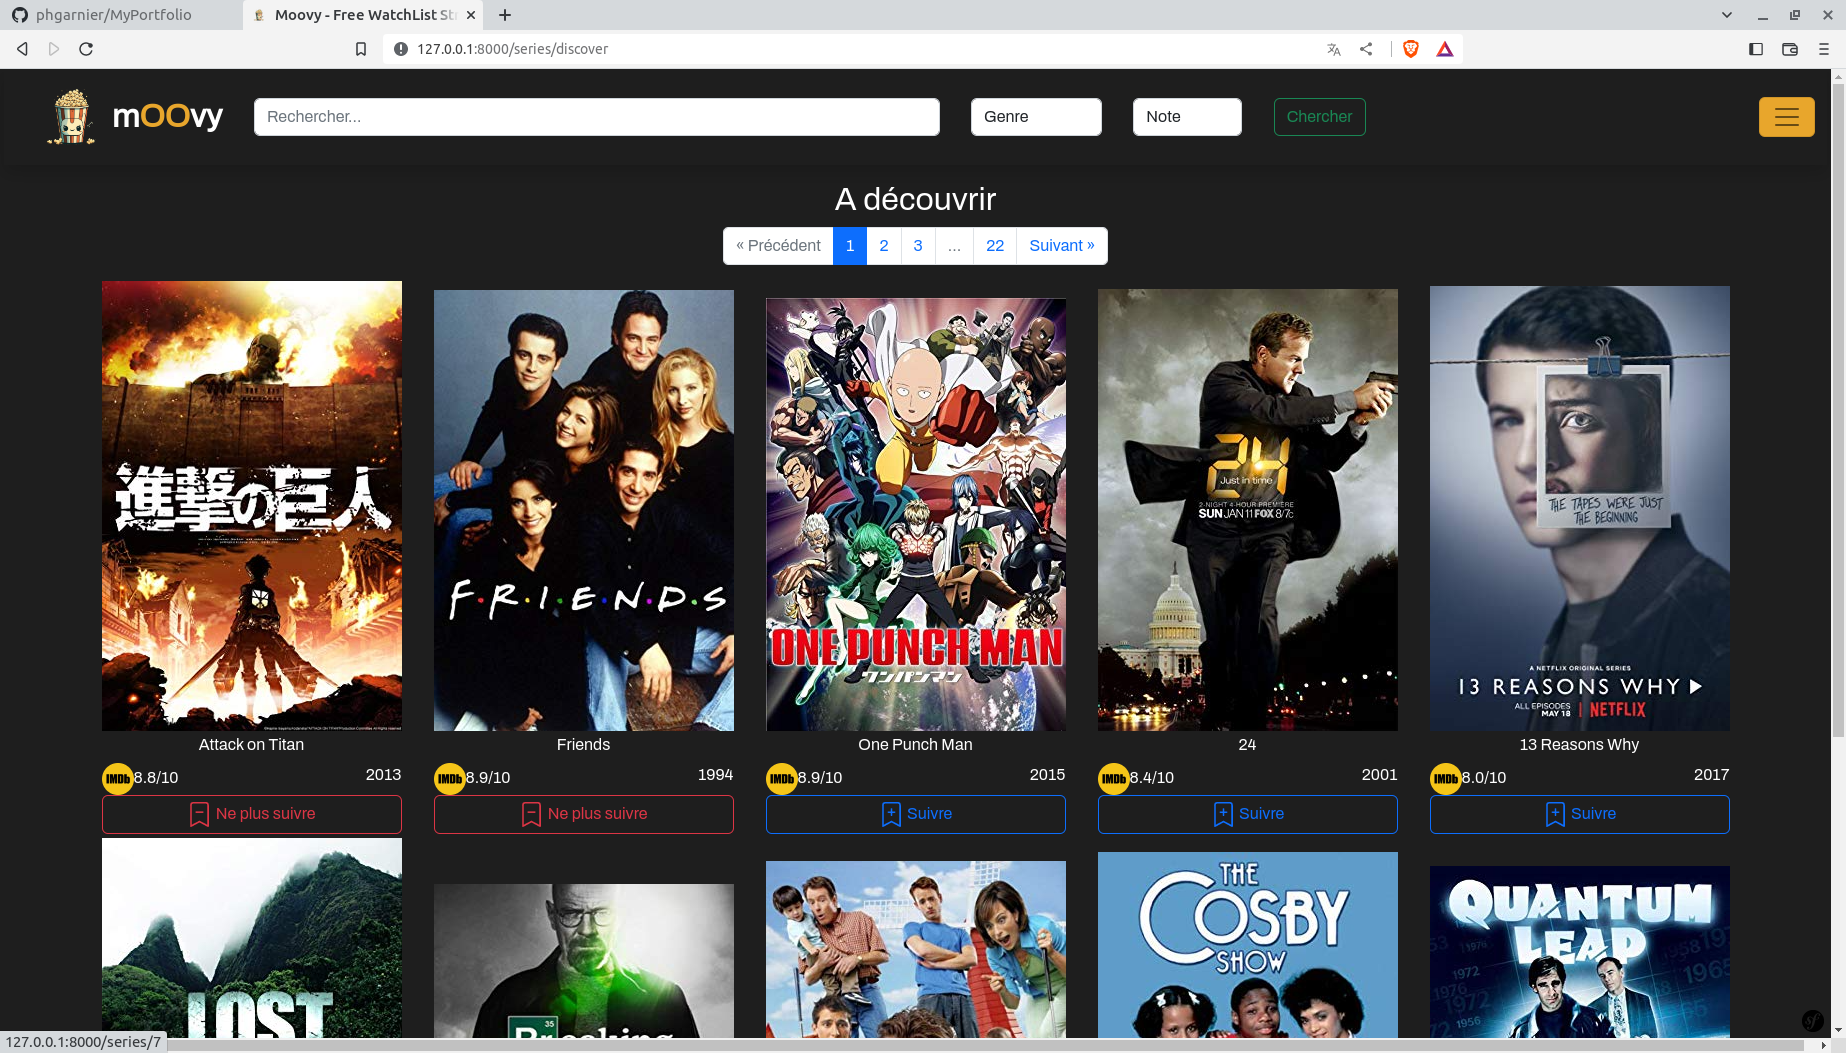 phgarnier/MyPortfolio
Moovy - Free WatchList Str
127.0.0.1:8000/series/discover
mOOvy
Rechercher...
Genre
Note
Chercher
A découvrir
« Précédent
1
2
3
...
22
Suivant »
進撃の巨人
F·R·I·E·N·D·S
ONE PUNCH MAN
ワンパンマン
24
Just in time
2-NIGHT 4-HOUR PREMIERE
SUN JAN 11 FOX 8/7c
THE TAPES WERE JUST
THE BEGINNING
A NETFLIX ORIGINAL SERIES
13 REASONS WHY
ALL EPISODES
MAY 18
NETFLIX
Attack on Titan
Friends
One Punch Man
24
13 Reasons Why
IMDb 8.8/10 2013
IMDb 8.9/10 1994
IMDb 8.9/10 2015
IMDb 8.4/10 2001
IMDb 8.0/10 2017
Ne plus suivre
Ne plus suivre
Suivre
Suivre
Suivre
LOST
35
Breaking
THE
COSBY
SHOW
QUANTUM
LEAP
1972
1956
sf
127.0.0.1:8000/series/7